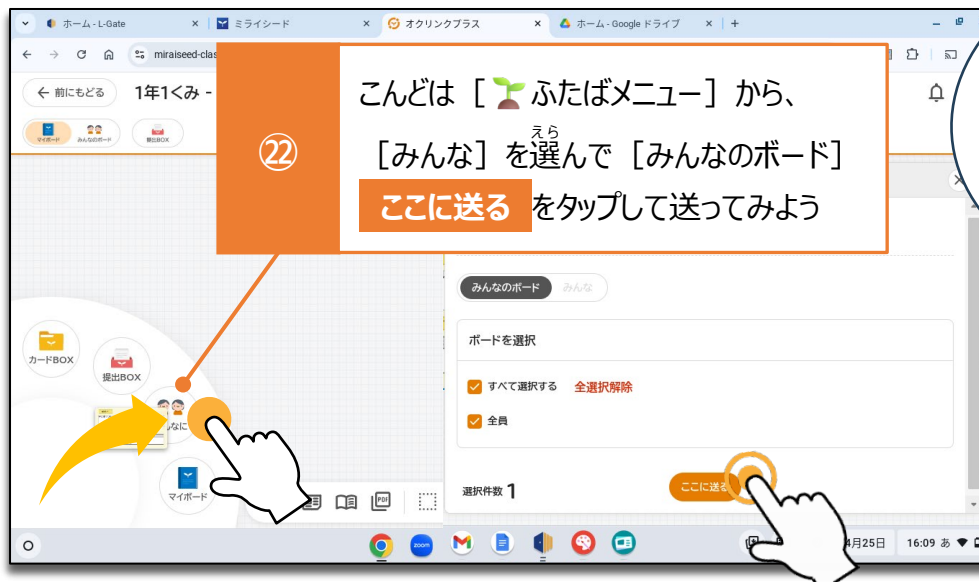 ホーム - L-Gate
ミライシード
オクリンクプラス
ホーム - Google ドライブ
miraiseed-clas
前にもどる
1年1くみ -
マイボード
みんなのボード
提出BOX
㉒
こんどは［ふたばメニュー］から、
［みんな］を選んで［みんなのボード］
えら
ここに送る をタップして送ってみよう
みんなのボード
みんな
ボードを選択
すべて選択する 全選択解除
全員
選択件数 1
ここに送る
カードBOX
提出BOX
マイボード
PDF
zoom
月25日
16:09 あ